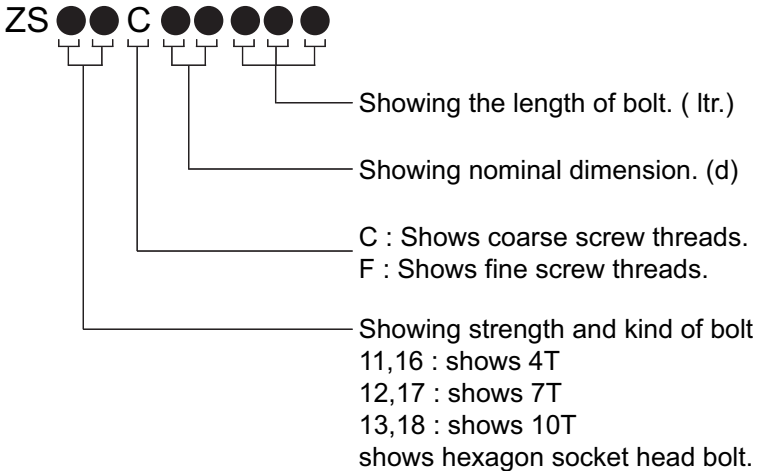 ZS●●C●●●●●
Showing the length of bolt. ( ltr.)
Showing nominal dimension. (d)
C : Shows coarse screw threads.
F : Shows fine screw threads.
Showing strength and kind of bolt
11,16 : shows 4T
12,17 : shows 7T
13,18 : shows 10T
shows hexagon socket head bolt.